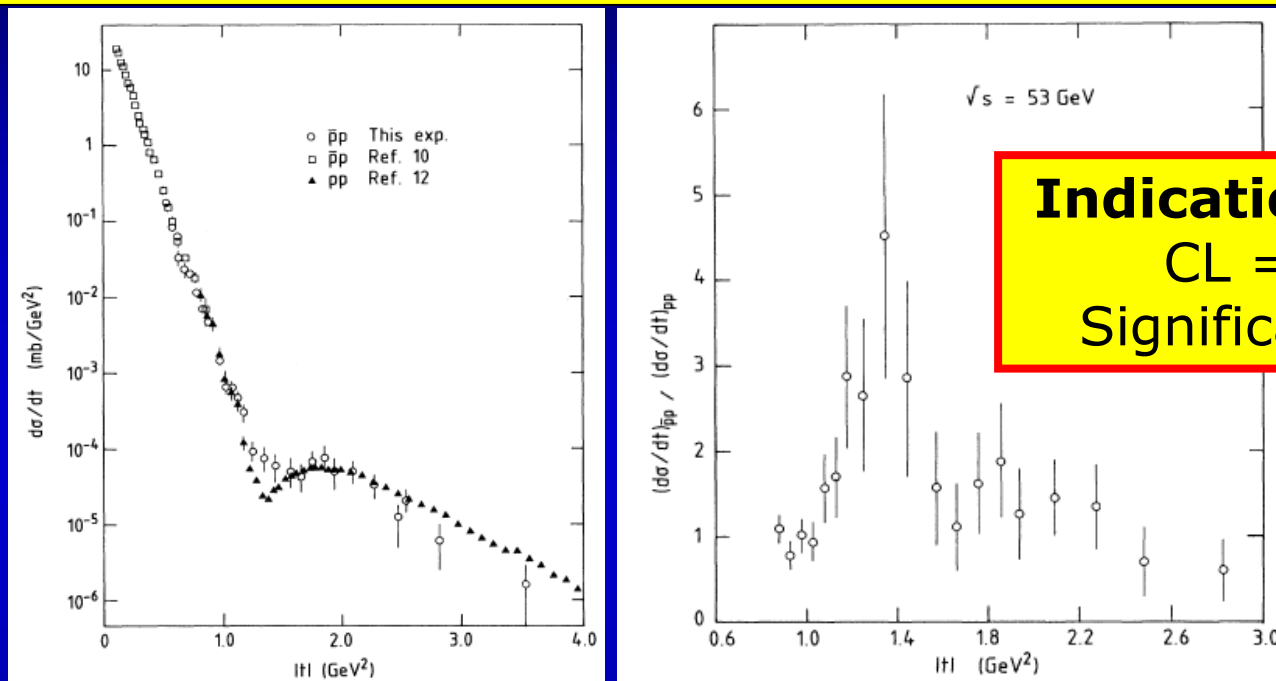 10
1
10⁻¹
10⁻²
10⁻³
10⁻⁴
10⁻⁵
10⁻⁶
dσ/dt (mb/GeV²)
○ p̄p This exp.
□ p̄p Ref. 10
▲ pp Ref. 12
0 1.0 2.0 3.0 4.0
|t| (GeV²)
√s = 53 GeV
6
5
4
3
2
1
0
(dσ/dt)p̄p / (dσ/dt)pp
0.6 1.0 1.4 1.8 2.2 2.6 3.0
|t| (GeV²)
CL =